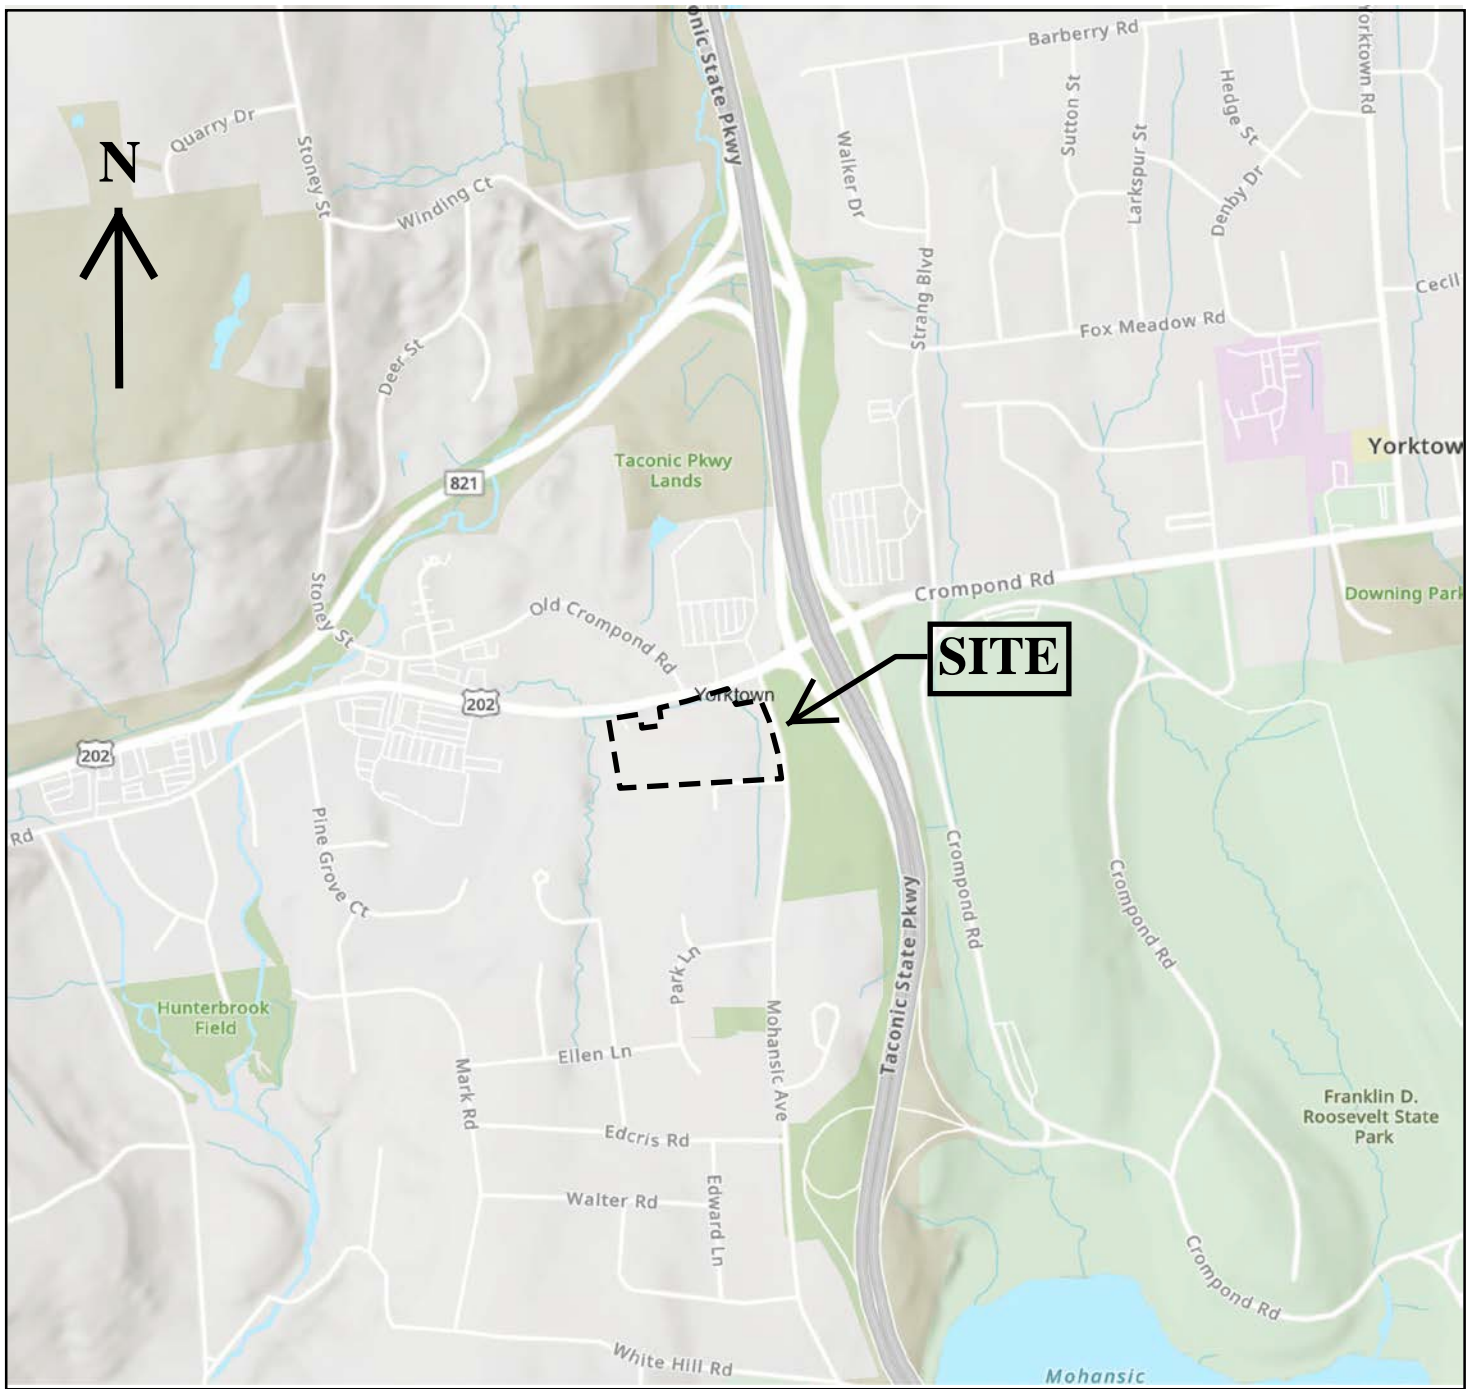 onic State Pkwy
Barberry Rd
Yorktown Rd
Quarry Dr
N
Stoney St
Winding Ct
Walker Dr
Sutton St
Larkspur St
Hedge St
Denby Dr
Strang Blvd
Cecil
Fox Meadow Rd
Deer St
Yorktow
Taconic Pkwy
Lands
821
Stoney St
Old Crompond Rd
Crompond Rd
Downing Park
SITE
Yorktown
202
202
Rd
Pine Grove Ct
Crompond Rd
Crompond Rd
Taconic State Pkwy
Park Ln
Hunterbrook
Field
Mohansic Ave
Ellen Ln
Mark Rd
Edcris Rd
Franklin D.
Roosevelt State
Park
Walter Rd
Edward Ln
Crompond Rd
White Hill Rd
Mohansic